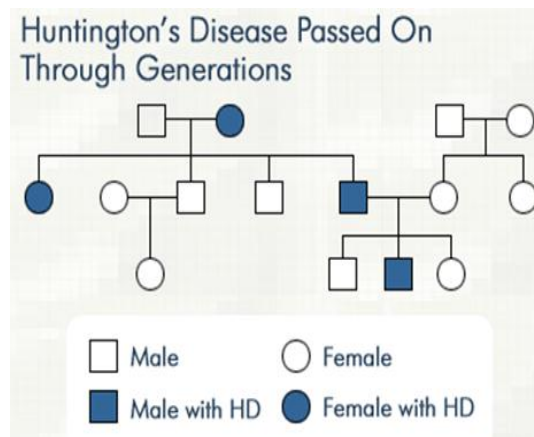 Huntington's Disease Passed On
Through Generations
Male
Female
Male with HD
Female with HD